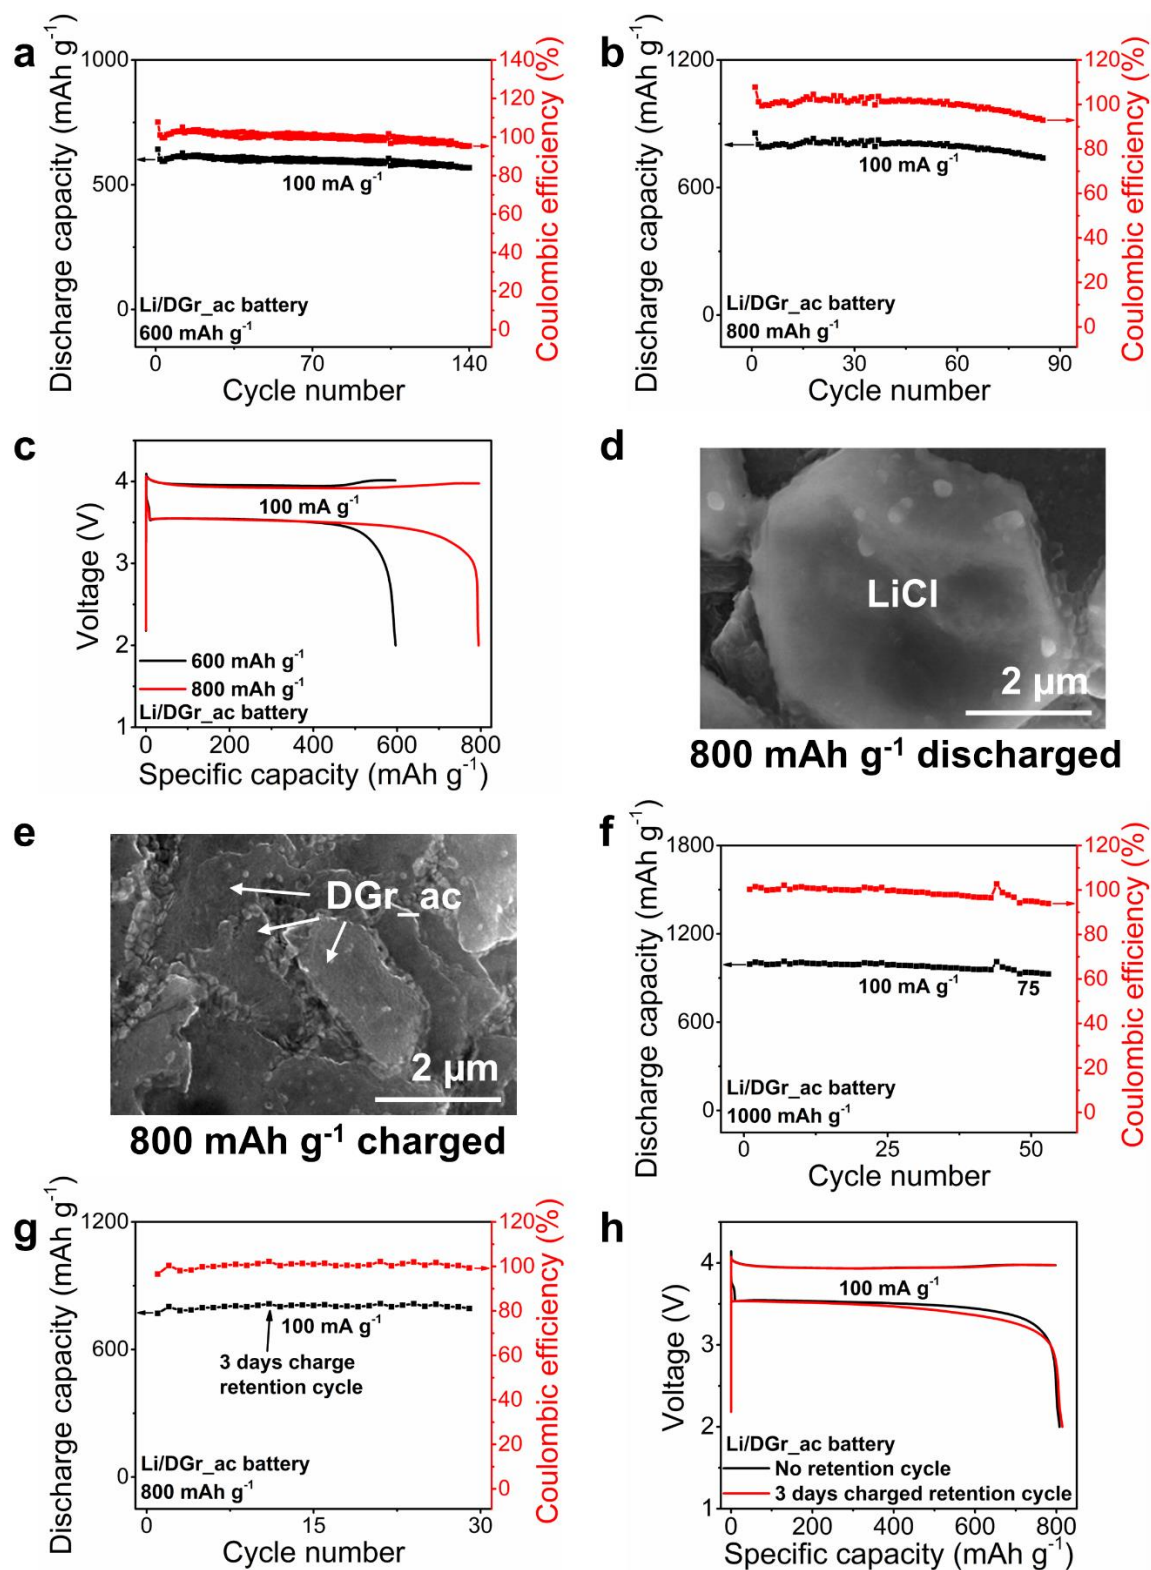 a
Discharge capacity (mAh g⁻¹)
1000
500
0
140
120
100
80
60
40
20
0
Coulombic efficiency (%)
100 mA g⁻¹
Li/DGr_ac battery
600 mAh g⁻¹
0 70 140
Cycle number
b
Discharge capacity (mAh g⁻¹)
1200
600
0
120
100
80
60
40
20
0
Coulombic efficiency (%)
100 mA g⁻¹
Li/DGr_ac battery
800 mAh g⁻¹
0 30 60 90
Cycle number
c
Voltage (V)
4
3
2
1
100 mA g⁻¹
600 mAh g⁻¹
800 mAh g⁻¹
Li/DGr_ac battery
0 200 400 600 800
Specific capacity (mAh g⁻¹)
d
LiCl
2 µm
800 mAh g⁻¹ discharged
e
DGr_ac
2 µm
800 mAh g⁻¹ charged
f
Discharge capacity (mAh g⁻¹)
1800
1200
600
0
120
100
80
60
40
20
0
Coulombic efficiency (%)
100 mA g⁻¹
75
Li/DGr_ac battery
1000 mAh g⁻¹
0 25 50
Cycle number
g
Discharge capacity (mAh g⁻¹)
1200
600
0
120
100
80
60
40
20
0
Coulombic efficiency (%)
100 mA g⁻¹
3 days charge
retention cycle
Li/DGr_ac battery
800 mAh g⁻¹
0 15 30
Cycle number
h
Voltage (V)
4
3
2
1
100 mA g⁻¹
Li/DGr_ac battery
No retention cycle
3 days charged retention cycle
0 200 400 600 800
Specific capacity (mAh g⁻¹)